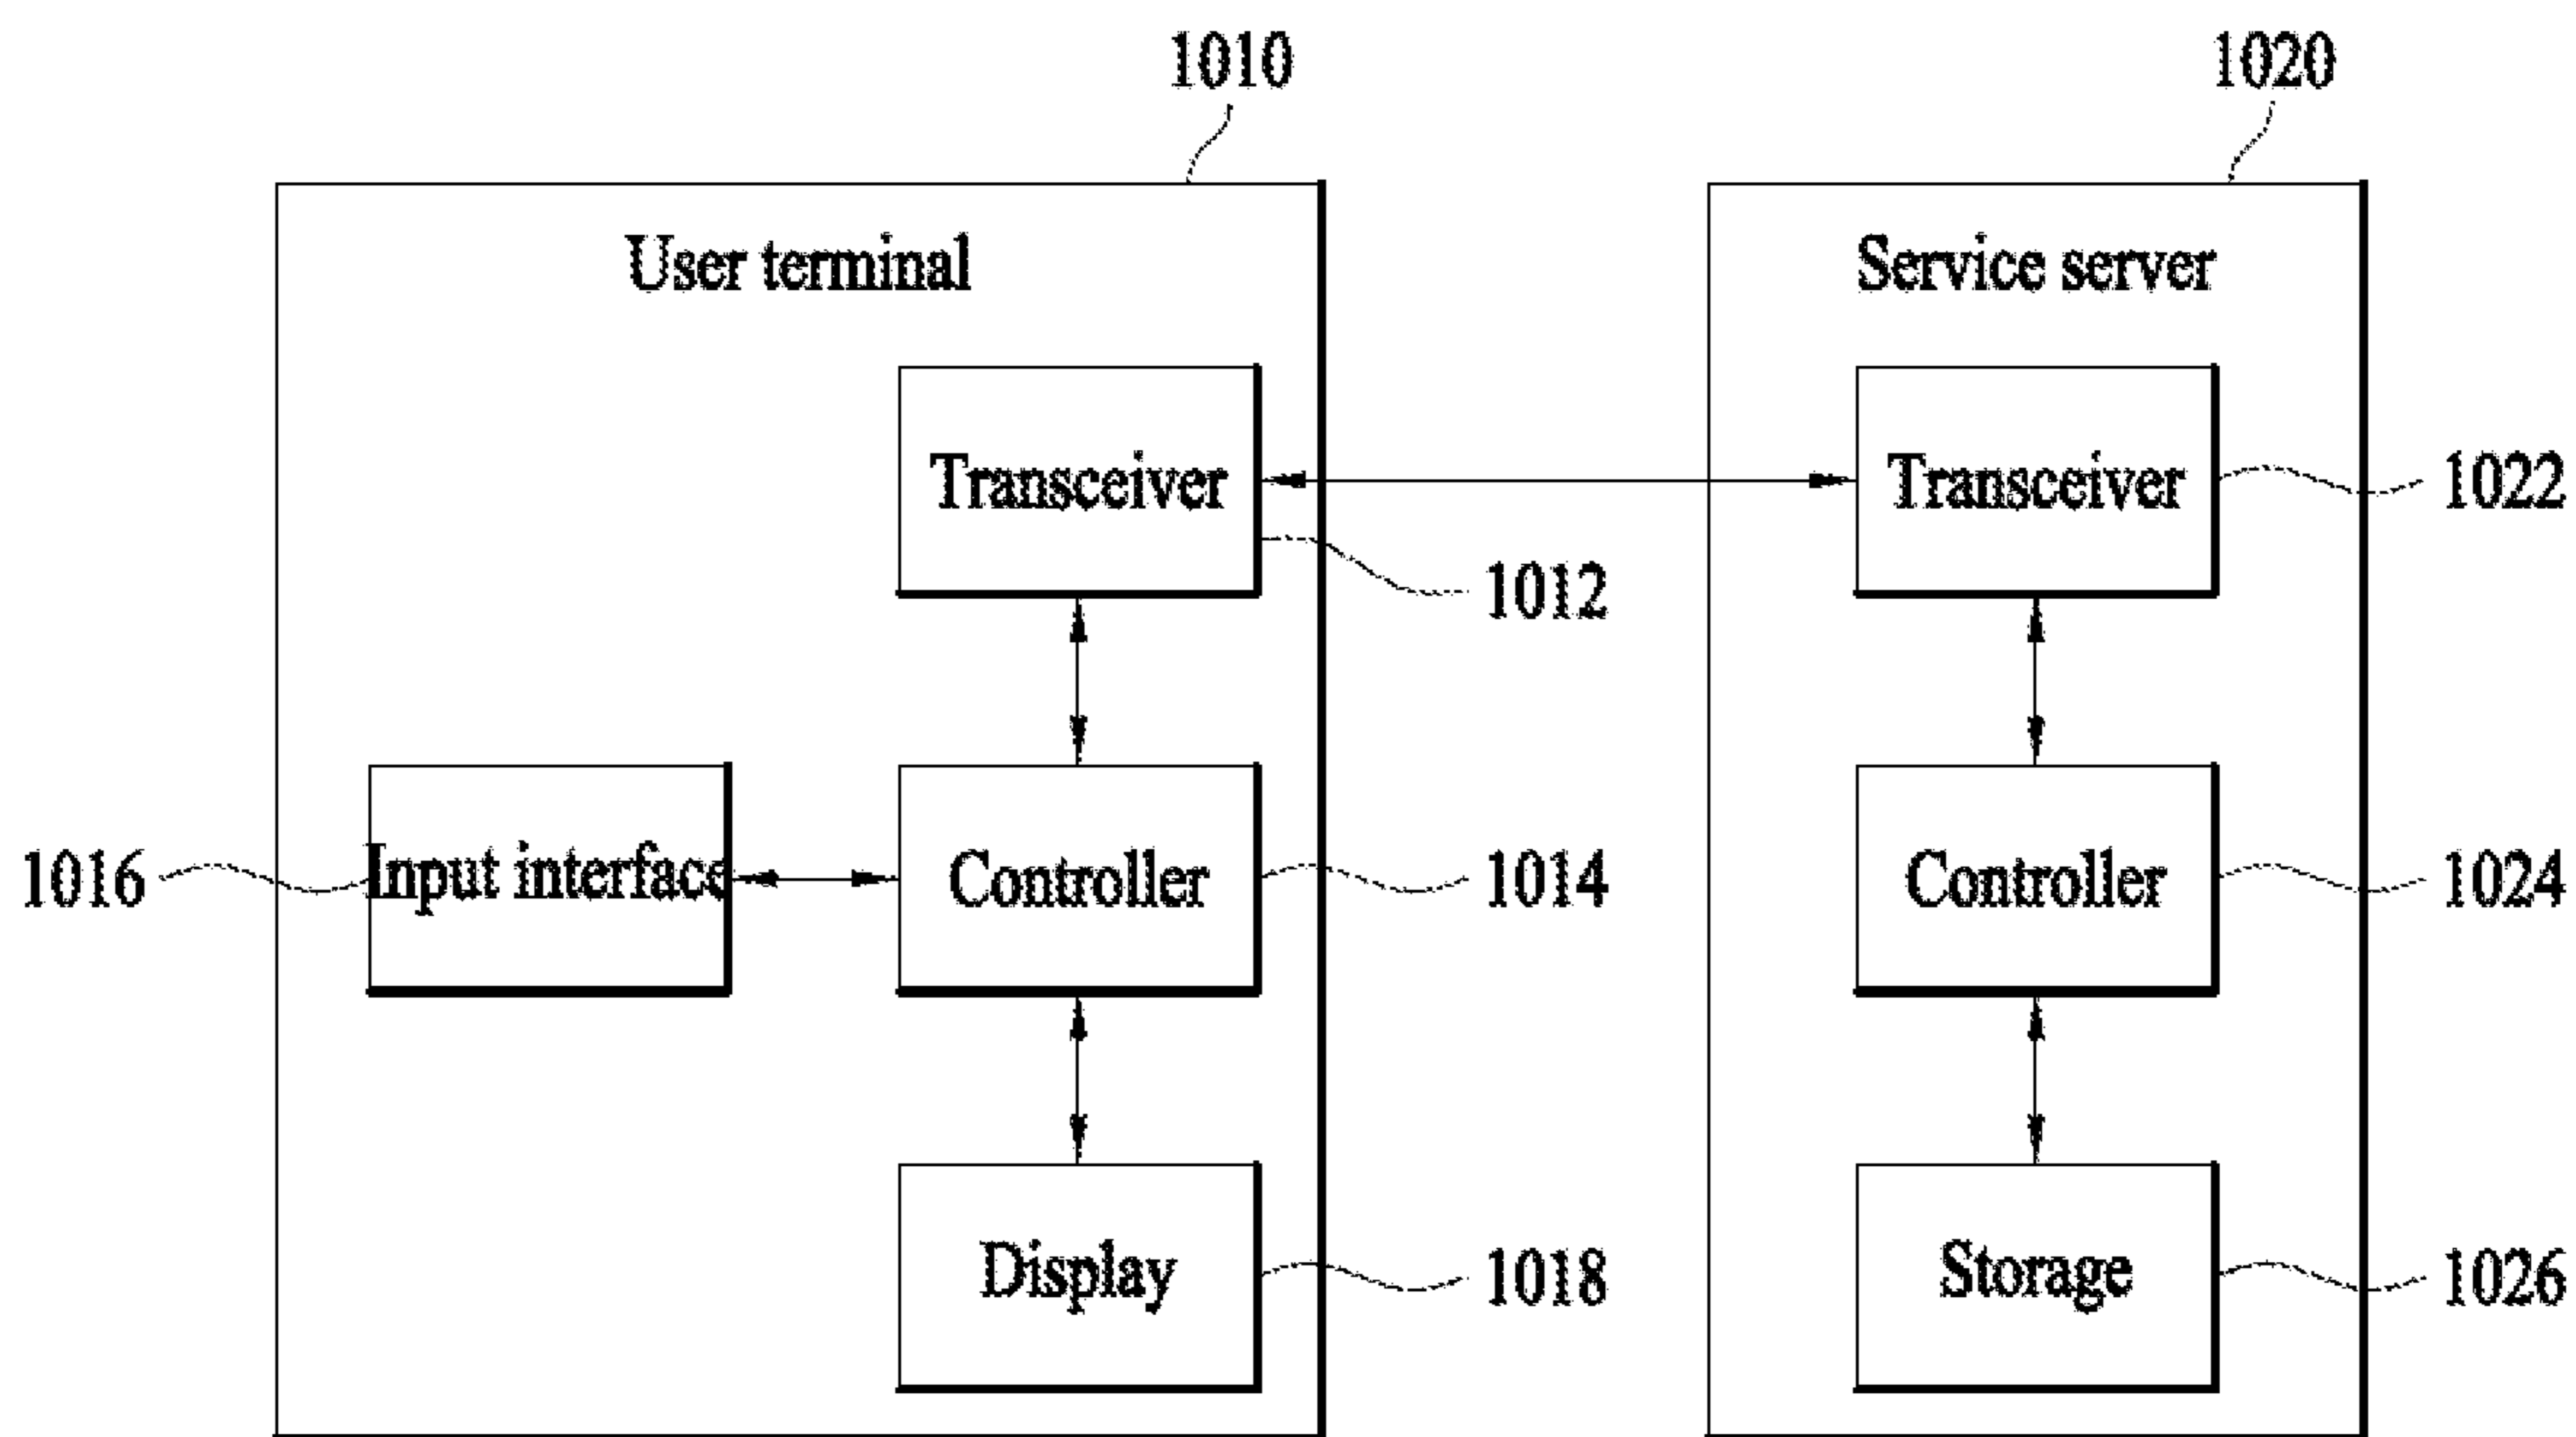 1010
1020
User terminal
Service server
Transceiver
Transceiver
1022
1012
1016
Input interface
Controller
1014
Controller
1024
Display
1018
Storage
1026